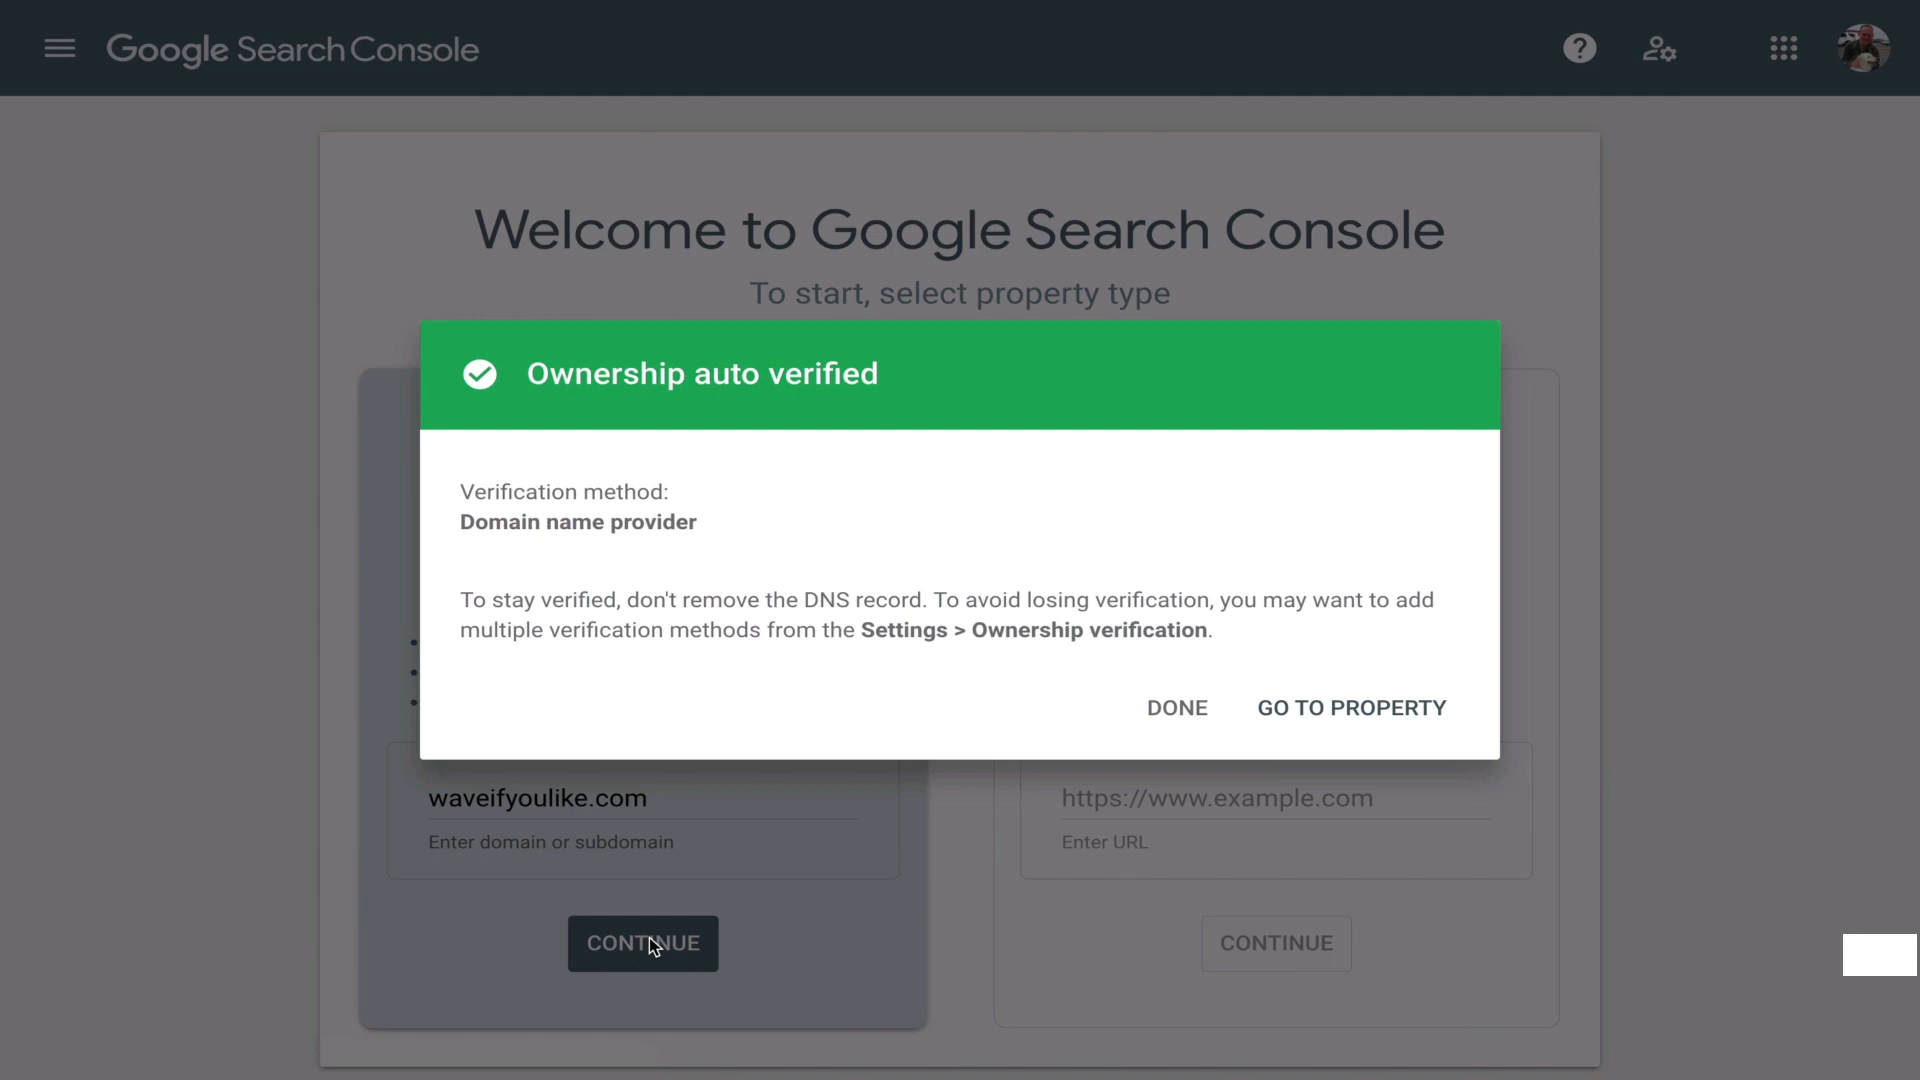 Google Search Console
Welcome to Google Search Console
To start, select property type
Ownership auto verified
Verification method:
Domain name provider
To stay verified, don't remove the DNS record. To avoid losing verification, you may want to add
multiple verification methods from the Settings > Ownership verification.
DONE GO TO PROPERTY
waveifyoulike.com
Enter domain or subdomain
CONTINUE
https://www.example.com
Enter URL
CONTINUE